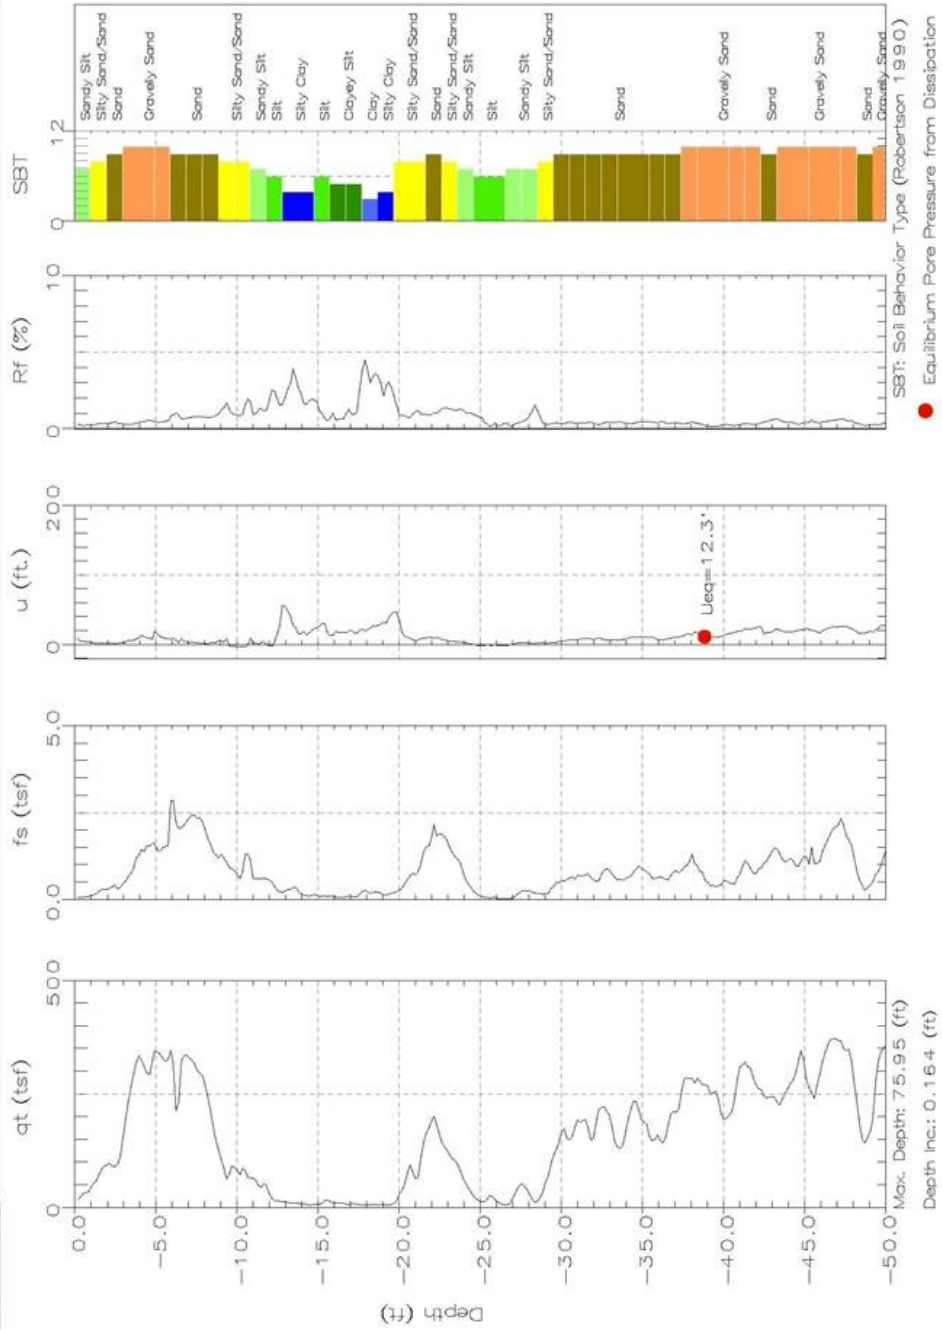 qt (tsf)
fs (tsf)
u (ft.)
Rf (%)
SBT
0 500
0.0 5.0
0 200
0 10
0 12
Depth (ft)
0.0
-5.0
-10.0
-15.0
-20.0
-25.0
-30.0
-35.0
-40.0
-45.0
-50.0
Ueq=12.3'
Sandy Silt
Silty Sand/Sand
Sand
Gravelly Sand
Sand
Silty Sand/Sand
Sandy Silt
Silt
Silty Clay
Silt
Clayey Silt
Clay
Silty Clay
Silty Sand/Sand
Sand
Silty Sand/Sand
Sandy Silt
Silt
Sandy Silt
Silty Sand/Sand
Sand
Gravelly Sand
Sand
Gravelly Sand
Sand
Gravelly Sand
Max. Depth: 75.95 (ft)
Depth Inc.: 0.164 (ft)
SBT: Soil Behavior Type (Robertson 1990)
Equilibrium Pore Pressure from Dissipation